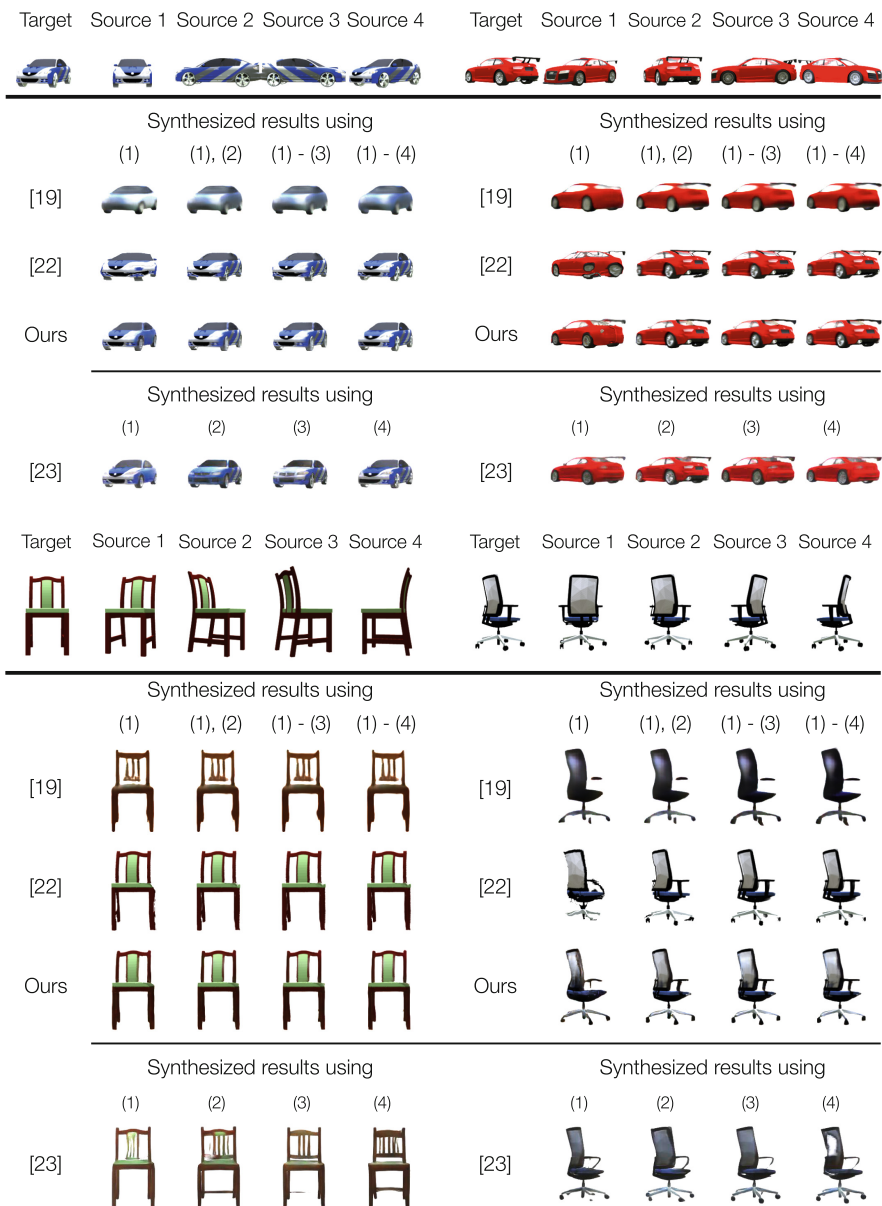 Target Source 1 Source 2 Source 3 Source 4 Target Source 1 Source 2 Source 3 Source 4
Synthesized results using Synthesized results using
(1) (1), (2) (1) - (3) (1) - (4) (1) (1), (2) (1) - (3) (1) - (4)
[19] [19]
[22] [22]
Ours Ours
Synthesized results using Synthesized results using
(1) (2) (3) (4) (1) (2) (3) (4)
[23] [23]
Target Source 1 Source 2 Source 3 Source 4 Target Source 1 Source 2 Source 3 Source 4
Synthesized results using Synthesized results using
(1) (1), (2) (1) - (3) (1) - (4) (1) (1), (2) (1) - (3) (1) - (4)
[19] [19]
[22] [22]
Ours Ours
Synthesized results using Synthesized results using
(1) (2) (3) (4) (1) (2) (3) (4)
[23] [23]